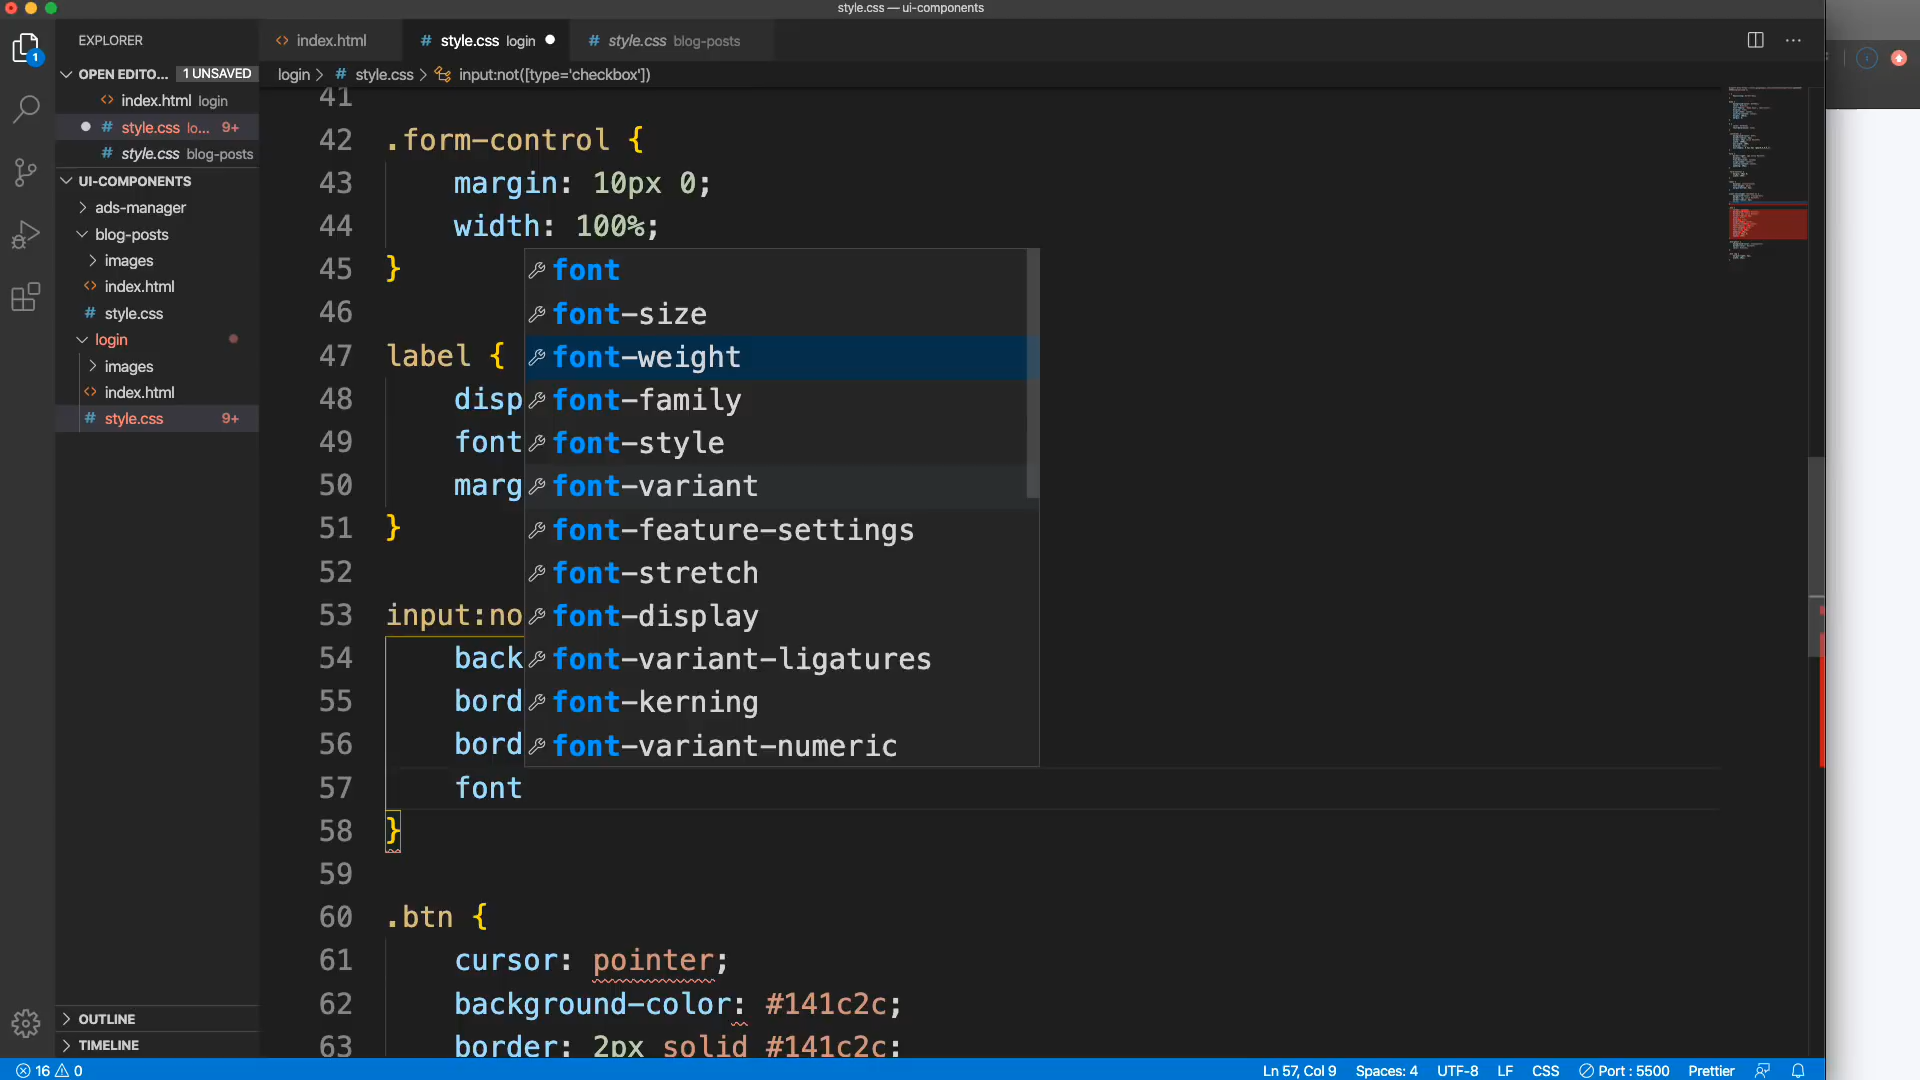 style.css — ui-components
EXPLORER
index.html
style.css login
style.css blog-posts
OPEN EDITO... 1 UNSAVED
login > # style.css > input:not([type='checkbox'])
index.html login
style.css lo... 9+
style.css blog-posts
UI-COMPONENTS
ads-manager
blog-posts
images
index.html
style.css
login
images
index.html
style.css 9+
OUTLINE
TIMELINE
41
42 .form-control {
43 margin: 10px 0;
44 width: 100%;
45 }
46
47 label {
48 disp
49 font
50 marg
51 }
52
53 input:no
54 back
55 bord
56 bord
57 font
58 }
59
60 .btn {
61 cursor: pointer;
62 background-color: #141c2c;
63 border: 2px solid #141c2c;
font
font-size
font-weight
font-family
font-style
font-variant
font-feature-settings
font-stretch
font-display
font-variant-ligatures
font-kerning
font-variant-numeric
16 0
Ln 57, Col 9 Spaces: 4 UTF-8 LF CSS Port : 5500 Prettier